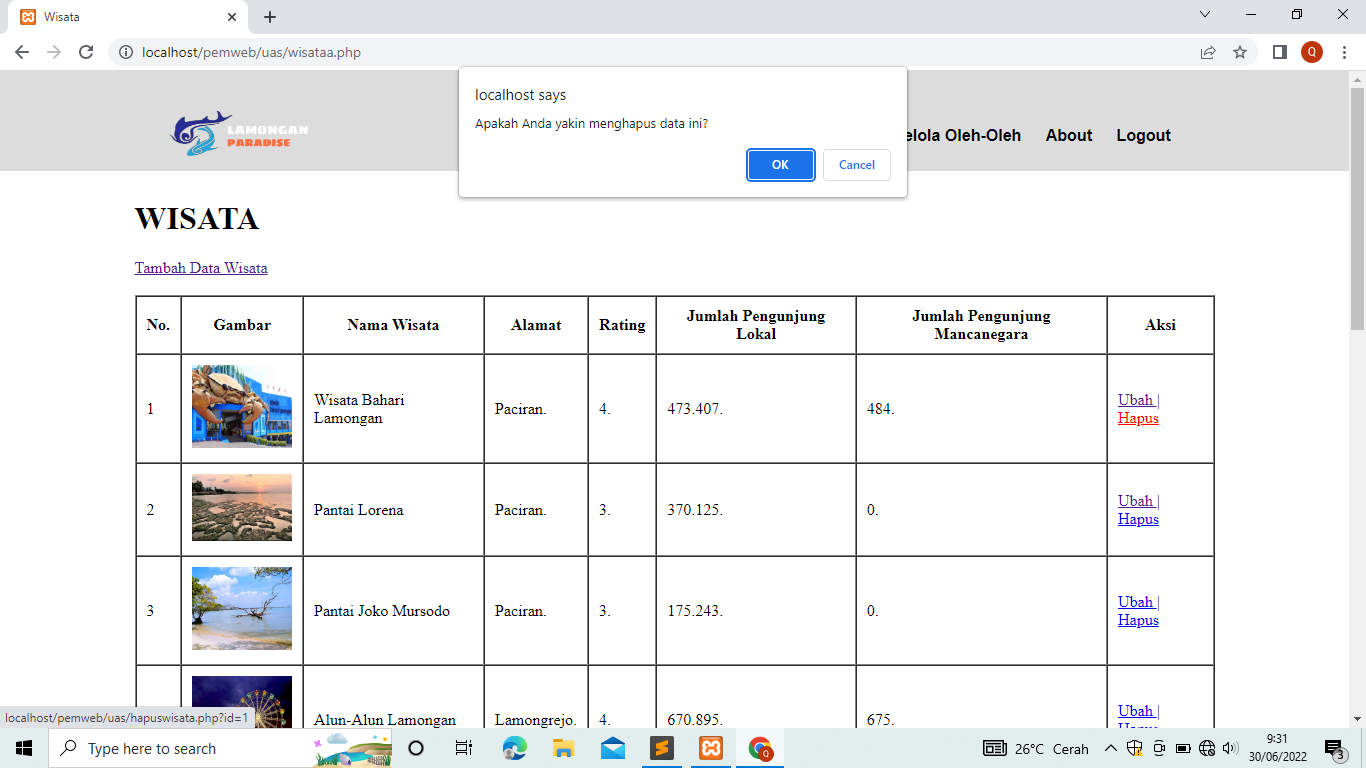 Wisata
localhost/pemweb/uas/wisataa.php
Q
localhost says
Apakah Anda yakin menghapus data ini?
OK
Cancel
LAMONGAN
PARADISE
elola Oleh-Oleh
About
Logout
WISATA
Tambah Data Wisata
No. Gambar Nama Wisata Alamat Rating Jumlah Pengunjung Lokal Jumlah Pengunjung Mancanegara Aksi
1 Wisata Bahari Lamongan Paciran. 4. 473.407. 484. Ubah | Hapus
2 Pantai Lorena Paciran. 3. 370.125. 0. Ubah | Hapus
3 Pantai Joko Mursodo Paciran. 3. 175.243. 0. Ubah | Hapus
Alun-Alun Lamongan Lamongrejo. 4. 670.895. 675. Ubah | Hapus
localhost/pemweb/uas/hapuswisata.php?id=1
Type here to search
Q
26°C Cerah
9:31
30/06/2022
3